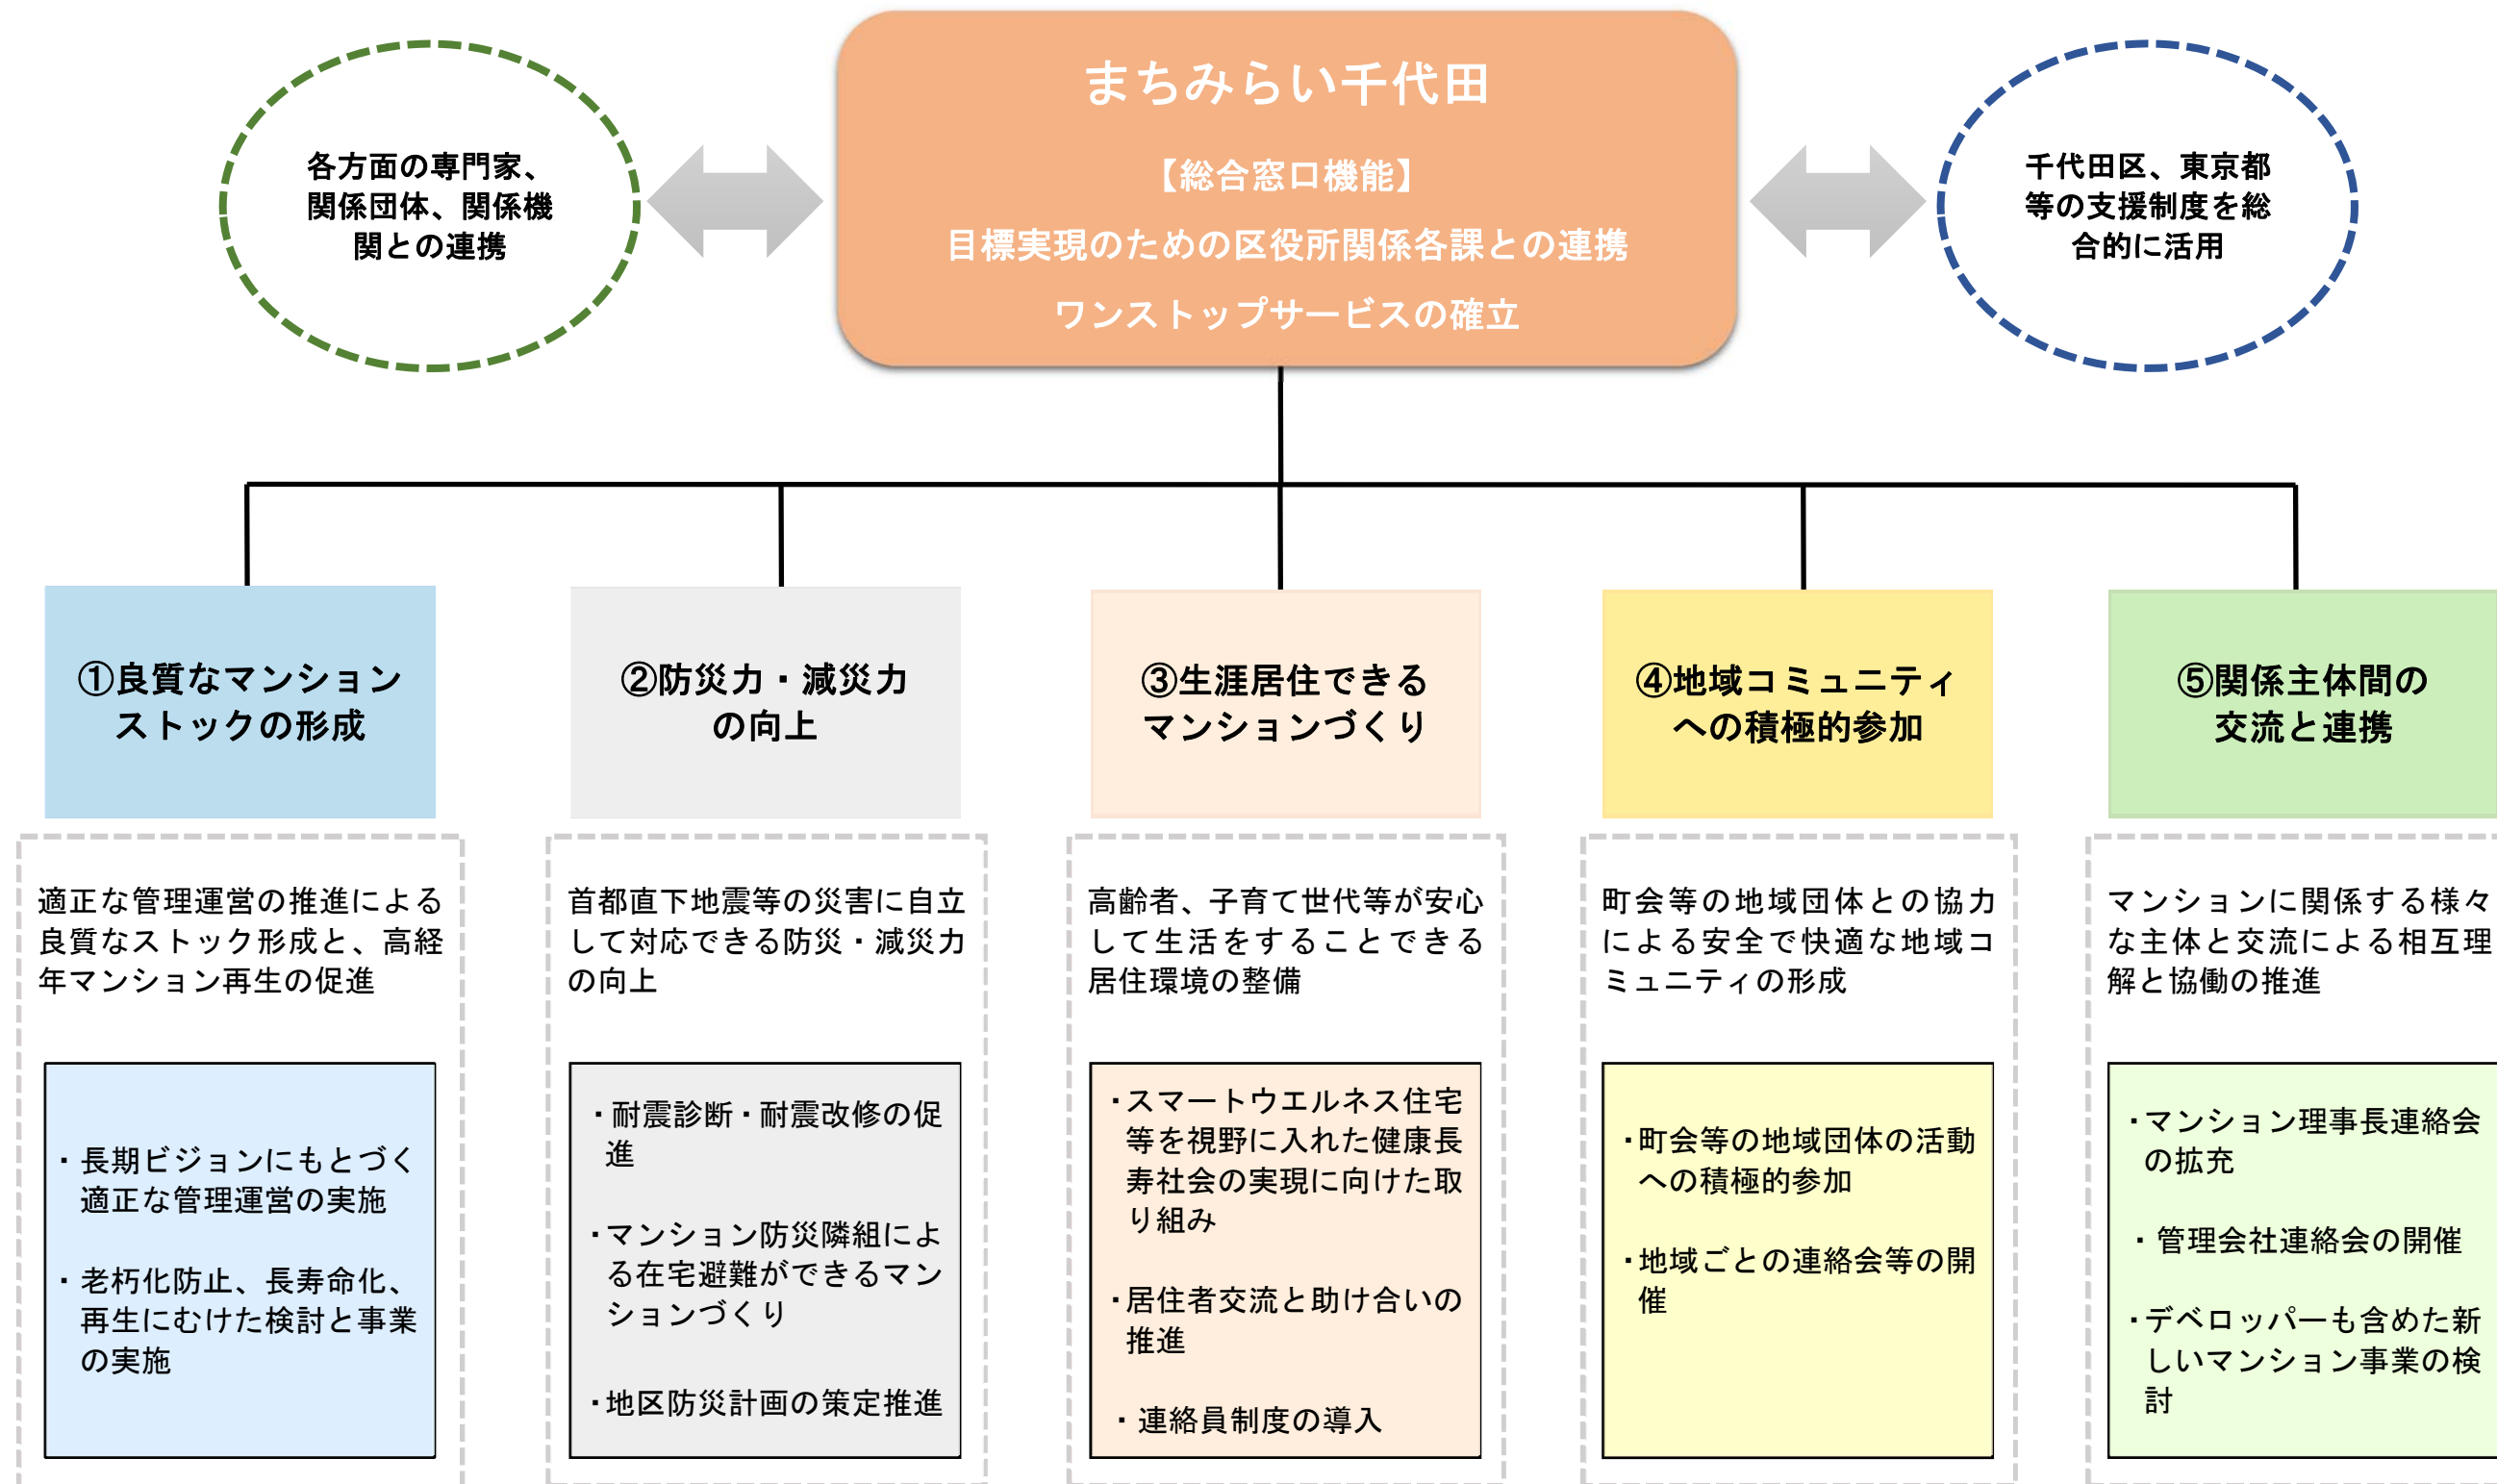 まちみらい千代田
【総合窓口機能】
目標実現のための区役所関係各課との連携
ワンストップサービスの確立
各方面の専門家、
関係団体、関係機
関との連携
千代田区、東京都
等の支援制度を総
合的に活用
①良質なマンション
ストックの形成
②防災力・減災力
の向上
③生涯居住できる
マンションづくり
④地域コミュニティ
への積極的参加
⑤関係主体間の
交流と連携
適正な管理運営の推進による
良質なストック形成と、高経
年マンション再生の促進
首都直下地震等の災害に自立
して対応できる防災・減災力
の向上
高齢者、子育て世代等が安心
して生活をすることできる
居住環境の整備
町会等の地域団体との協力
による安全で快適な地域コ
ミュニティの形成
マンションに関係する様々
な主体と交流による相互理
解と協働の推進
・長期ビジョンにもとづく
適正な管理運営の実施
・老朽化防止、長寿命化、
再生にむけた検討と事業
の実施
・耐震診断・耐震改修の促
進
・マンション防災隣組によ
る在宅避難ができるマン
ションづくり
・地区防災計画の策定推進
・スマートウエルネス住宅
等を視野に入れた健康長
寿社会の実現に向けた取
り組み
・居住者交流と助け合いの
推進
・連絡員制度の導入
・町会等の地域団体の活動
への積極的参加
・地域ごとの連絡会等の開
催
・マンション理事長連絡会
の拡充
・管理会社連絡会の開催
・デベロッパーも含めた新
しいマンション事業の検
討